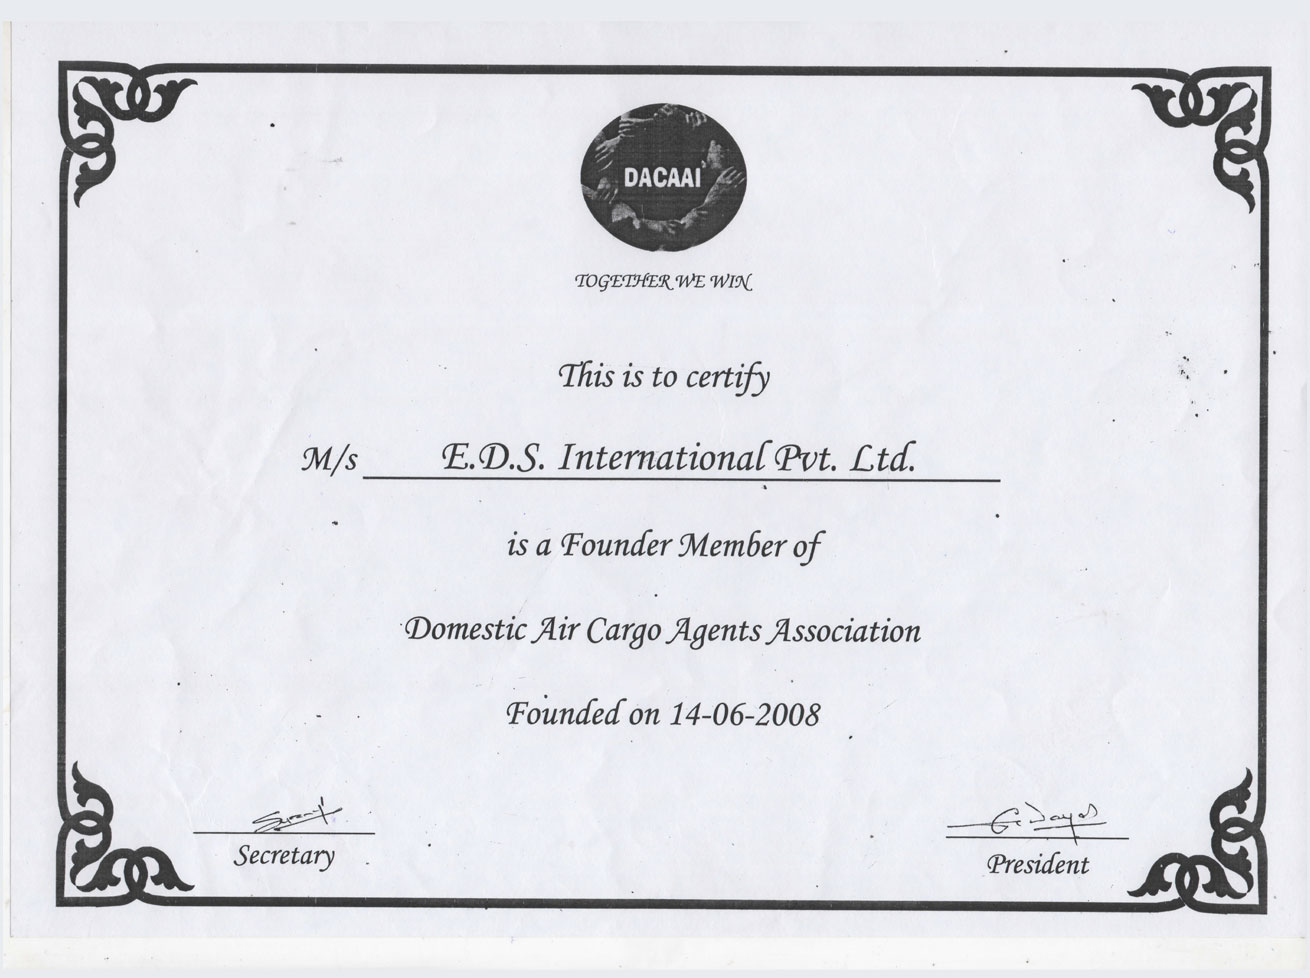 DACAAI
TOGETHER WE WIN
This is to certify
M/s E.D.S. International Pvt. Ltd.
is a Founder Member of
Domestic Air Cargo Agents Association
Founded on 14-06-2008
Secretary
President